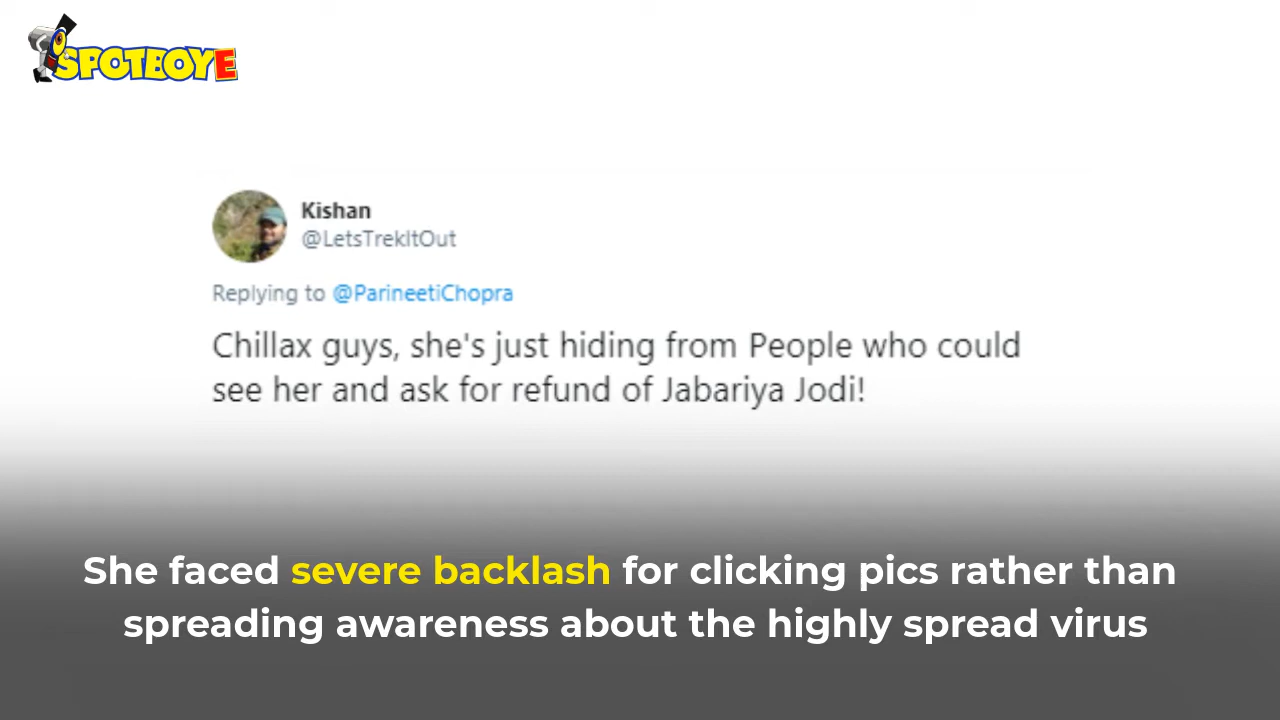 SPOTBOYE
Kishan
@LetsTrekItOut
Replying to @ParineetiChopra
Chillax guys, she's just hiding from People who could
see her and ask for refund of Jabariya Jodi!
She faced severe backlash for clicking pics rather than
spreading awareness about the highly spread virus